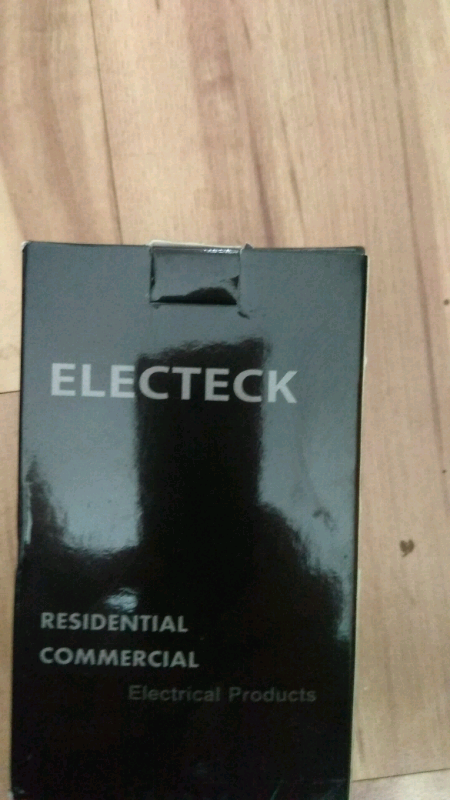 ELECTECK
RESIDENTIAL
COMMERCIAL
Electrical Products